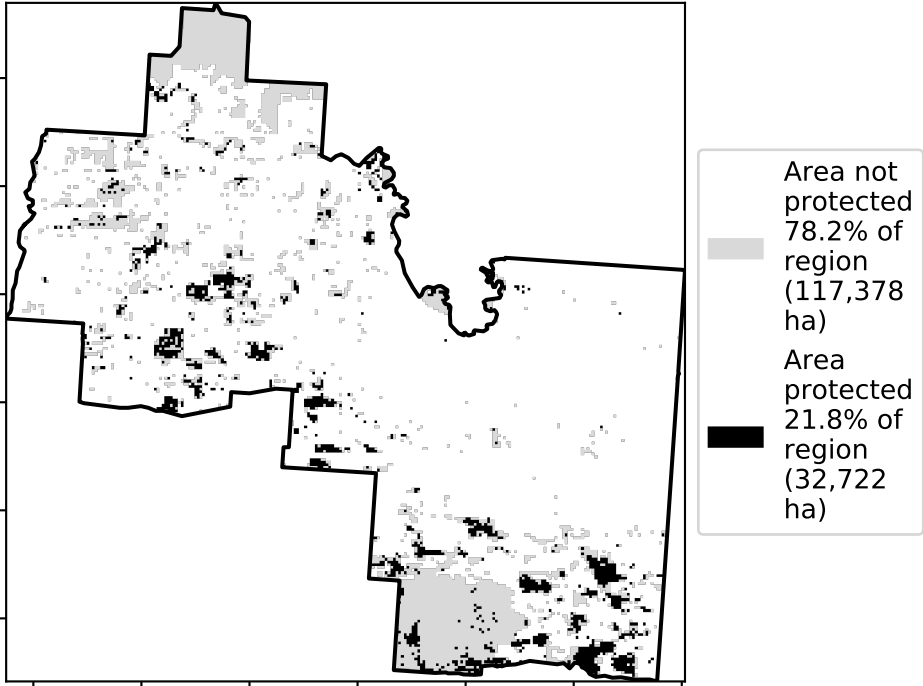 Area not
protected
78.2% of
region
(117,378
ha)
Area
protected
21.8% of
region
(32,722
ha)